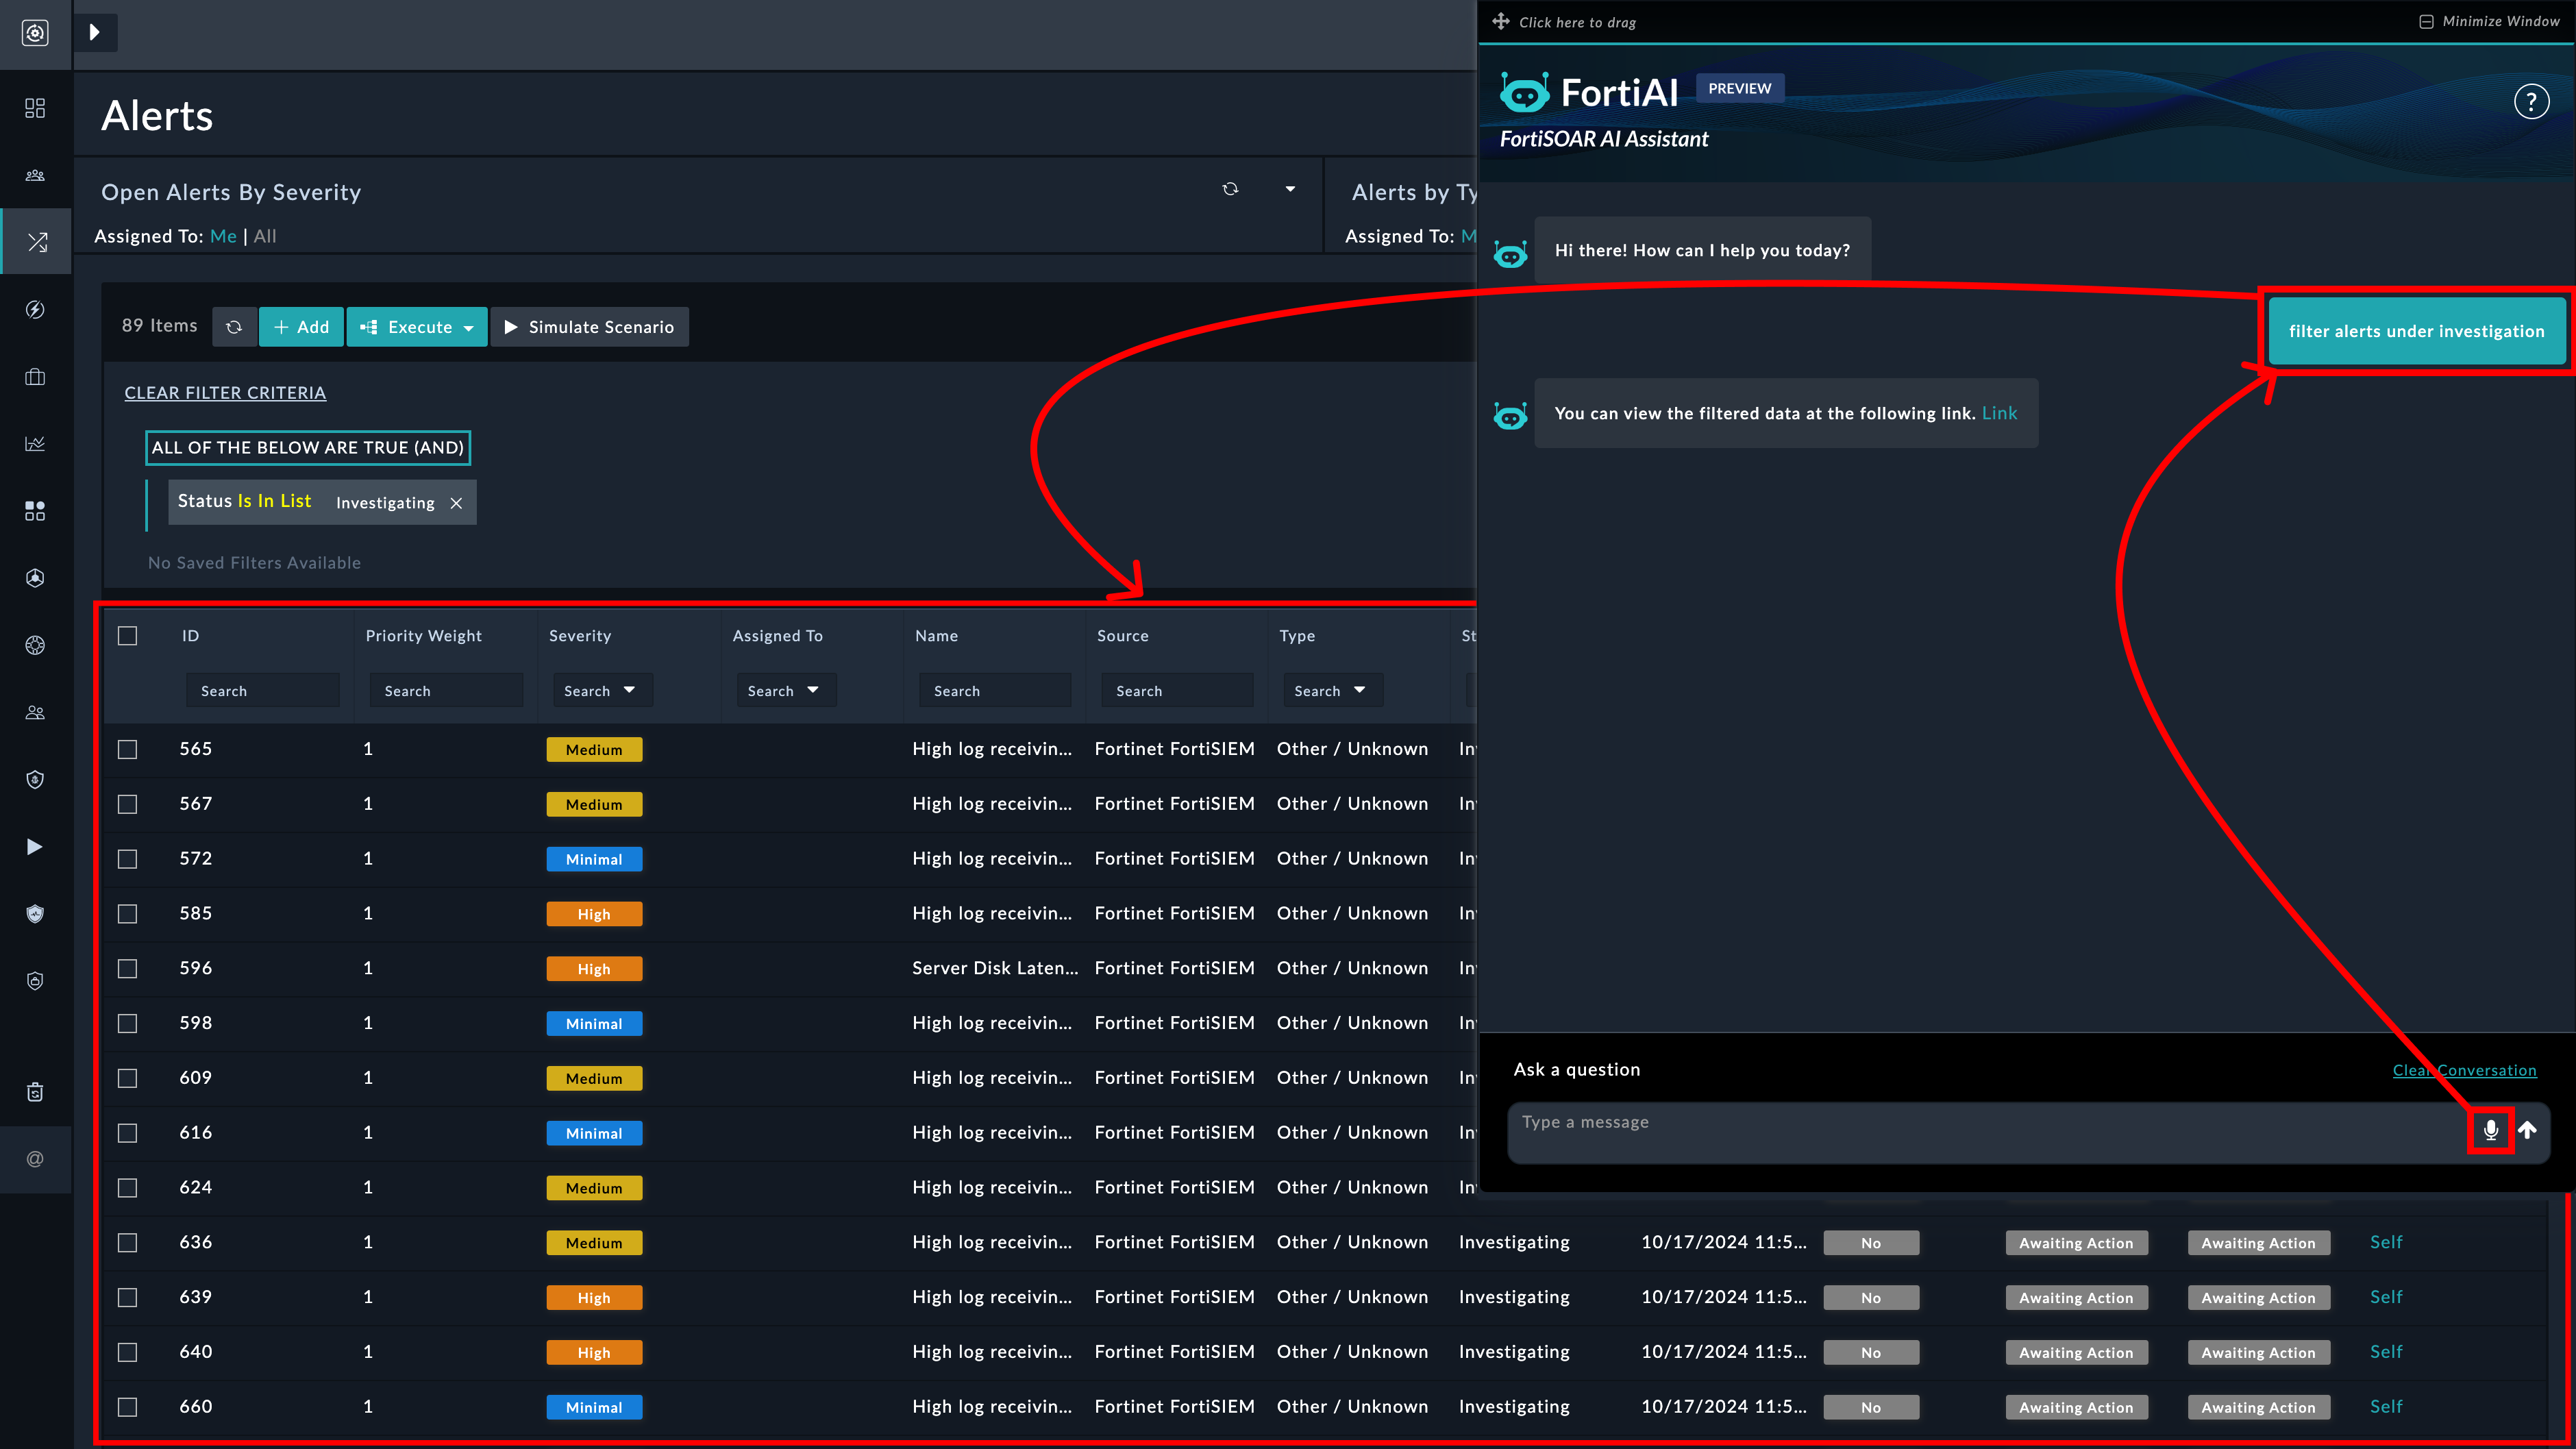 Click here to drag
Minimize Window
FortiAI PREVIEW
FortiSOAR AI Assistant
?
Hi there! How can I help you today?
filter alerts under investigation
You can view the filtered data at the following link. Link
Ask a question
Clear Conversation
Type a message
Alerts
Open Alerts By Severity
Assigned To: Me | All
Alerts by Ty
Assigned To: M
89 Items
+ Add
Execute
Simulate Scenario
CLEAR FILTER CRITERIA
ALL OF THE BELOW ARE TRUE (AND)
Status Is In List Investigating ×
No Saved Filters Available
ID Priority Weight Severity Assigned To Name Source Type St
Search Search Search Search Search Search Search
565 1 Medium High log receivin... Fortinet FortiSIEM Other / Unknown In
567 1 Medium High log receivin... Fortinet FortiSIEM Other / Unknown In
572 1 Minimal High log receivin... Fortinet FortiSIEM Other / Unknown In
585 1 High High log receivin... Fortinet FortiSIEM Other / Unknown In
596 1 High Server Disk Laten... Fortinet FortiSIEM Other / Unknown In
598 1 Minimal High log receivin... Fortinet FortiSIEM Other / Unknown In
609 1 Medium High log receivin... Fortinet FortiSIEM Other / Unknown In
616 1 Minimal High log receivin... Fortinet FortiSIEM Other / Unknown In
624 1 Medium High log receivin... Fortinet FortiSIEM Other / Unknown In
636 1 Medium High log receivin... Fortinet FortiSIEM Other / Unknown Investigating 10/17/2024 11:5... No Awaiting Action Awaiting Action Self
639 1 High High log receivin... Fortinet FortiSIEM Other / Unknown Investigating 10/17/2024 11:5... No Awaiting Action Awaiting Action Self
640 1 High High log receivin... Fortinet FortiSIEM Other / Unknown Investigating 10/17/2024 11:5... No Awaiting Action Awaiting Action Self
660 1 Minimal High log receivin... Fortinet FortiSIEM Other / Unknown Investigating 10/17/2024 11:5... No Awaiting Action Awaiting Action Self
@